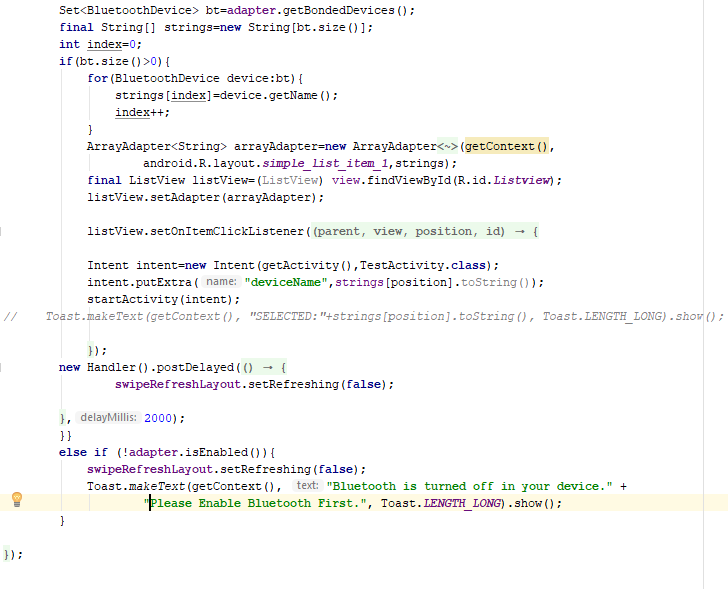 Set<BluetoothDevice> bt=adapter.getBondedDevices();
final String[] strings=new String[bt.size()];
int index=0;
if(bt.size()>0){
for(BluetoothDevice device:bt){
strings[index]=device.getName();
index++;
}
ArrayAdapter<String> arrayAdapter=new ArrayAdapter<~>(getContext(),
android.R.layout.simple_list_item_1,strings);
final ListView listView=(ListView) view.findViewById(R.id.Listview);
listView.setAdapter(arrayAdapter);
listView.setOnItemClickListener((parent, view, position, id) → {
Intent intent=new Intent(getActivity(),TestActivity.class);
intent.putExtra( name: "deviceName",strings[position].toString());
startActivity(intent);
// Toast.makeText(getContext(), "SELECTED:"+strings[position].toString(), Toast.LENGTH_LONG).show();
});
new Handler().postDelayed(() → {
swipeRefreshLayout.setRefreshing(false);
}, delayMillis: 2000);
}}
else if (!adapter.isEnabled()){
swipeRefreshLayout.setRefreshing(false);
Toast.makeText(getContext(), text: "Bluetooth is turned off in your device." +
"Please Enable Bluetooth First.", Toast.LENGTH_LONG).show();
}
});